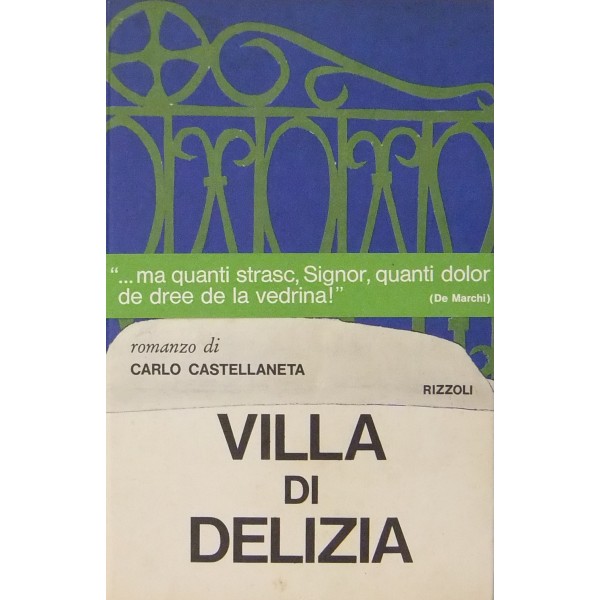 “...ma quanti strasc, Signor, quanti dolor
de dree de la vedrina!”
(De Marchi)
romanzo di
CARLO CASTELLANETA
RIZZOLI
VILLA
DI
DELIZIA